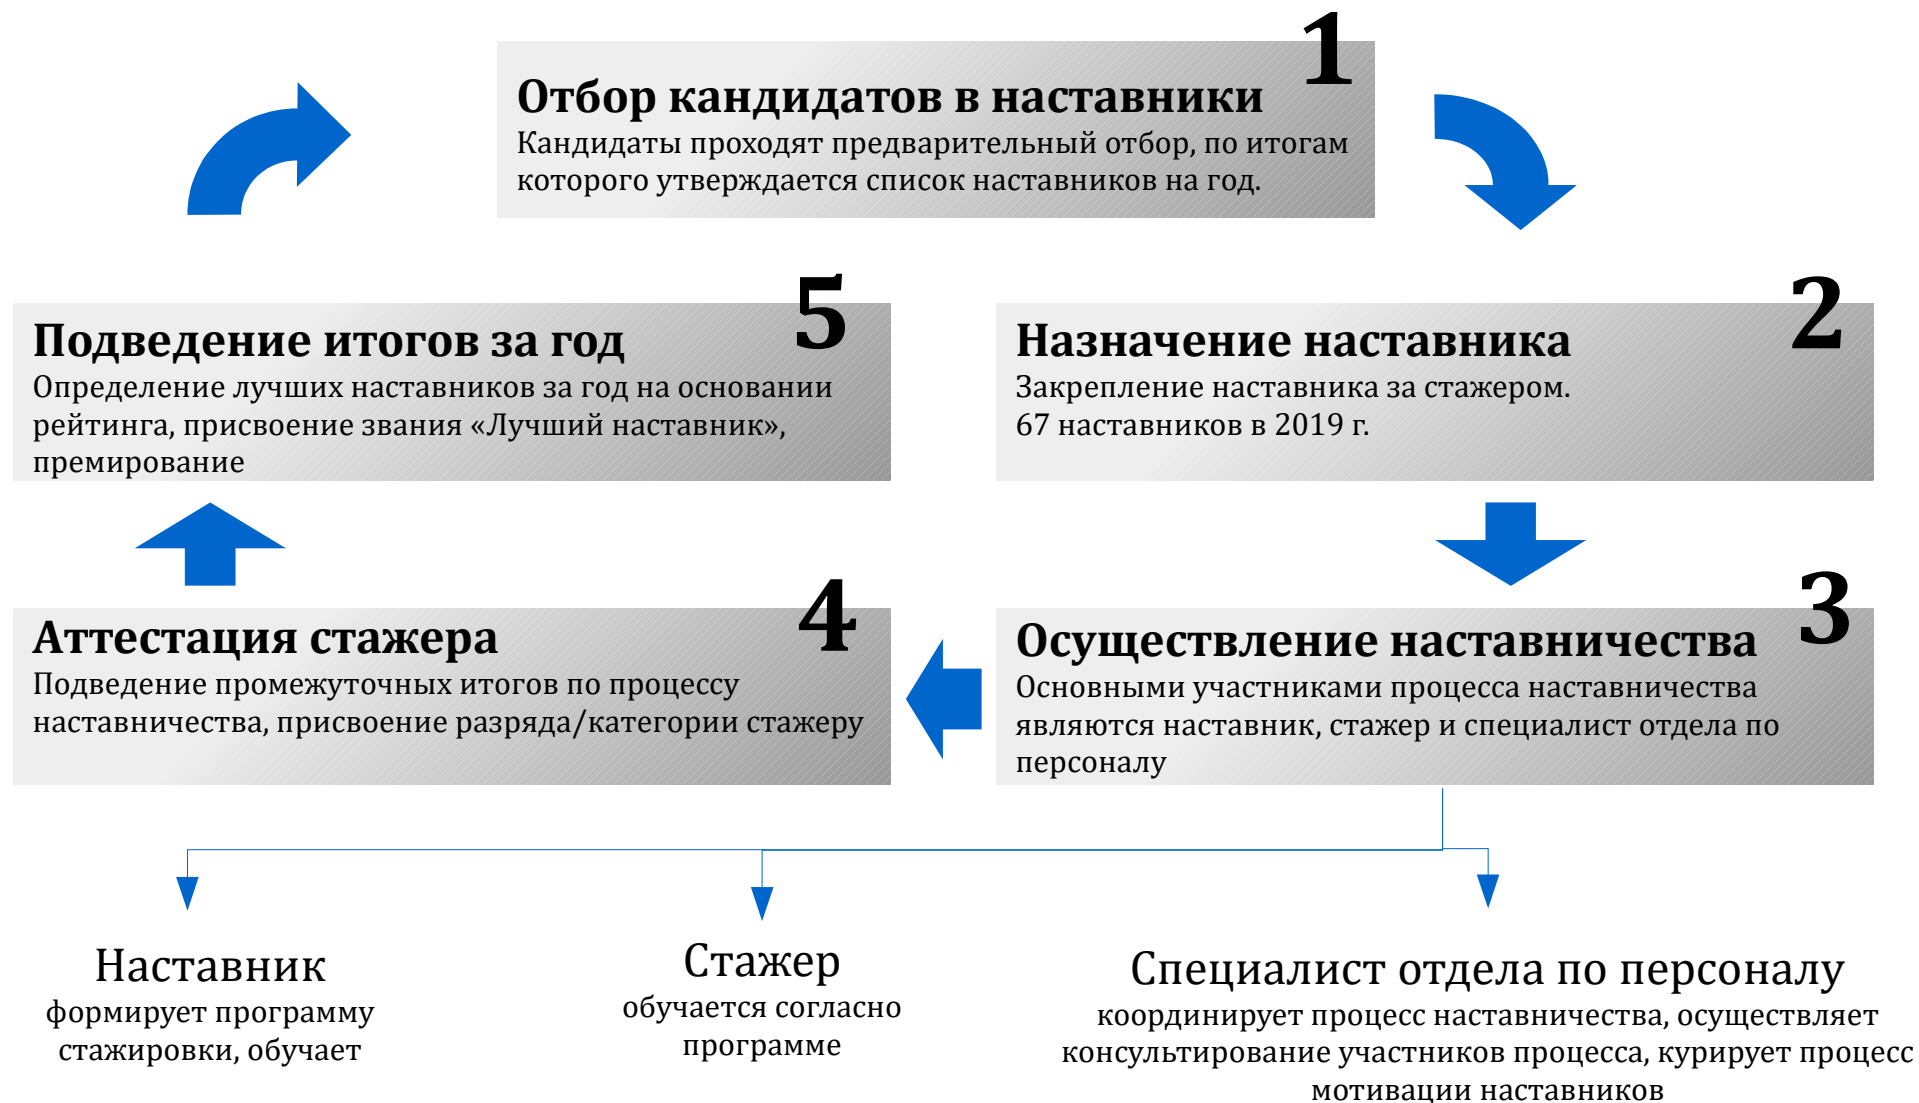 1
Отбор кандидатов в наставники
Кандидаты проходят предварительный отбор, по итогам
которого утверждается список наставников на год.
2
Назначение наставника
Закрепление наставника за стажером.
67 наставников в 2019 г.
3
Осуществление наставничества
Основными участниками процесса наставничества
являются наставник, стажер и специалист отдела по
персоналу
4
Аттестация стажера
Подведение промежуточных итогов по процессу
наставничества, присвоение разряда/категории стажеру
5
Подведение итогов за год
Определение лучших наставников за год на основании
рейтинга, присвоение звания «Лучший наставник»,
премирование
Наставник
формирует программу
стажировки, обучает
Стажер
обучается согласно
программе
Специалист отдела по персоналу
координирует процесс наставничества, осуществляет
консультирование участников процесса, курирует процесс
мотивации наставников